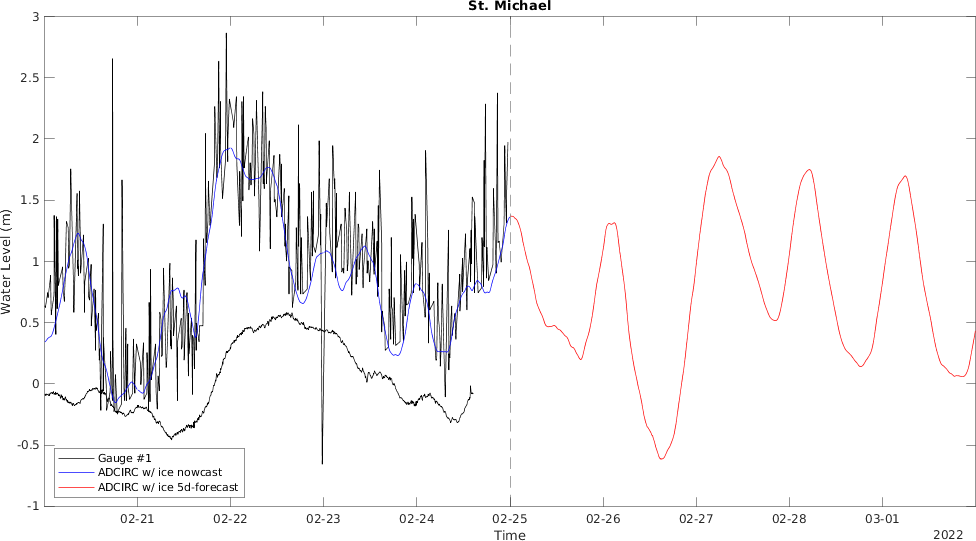 St. Michael
3
2.5
2
1.5
1
0.5
0
-0.5
-1
Water Level (m)
Gauge #1
ADCIRC w/ ice nowcast
ADCIRC w/ ice 5d-forecast
02-21 02-22 02-23 02-24 02-25 02-26 02-27 02-28 03-01
Time
2022